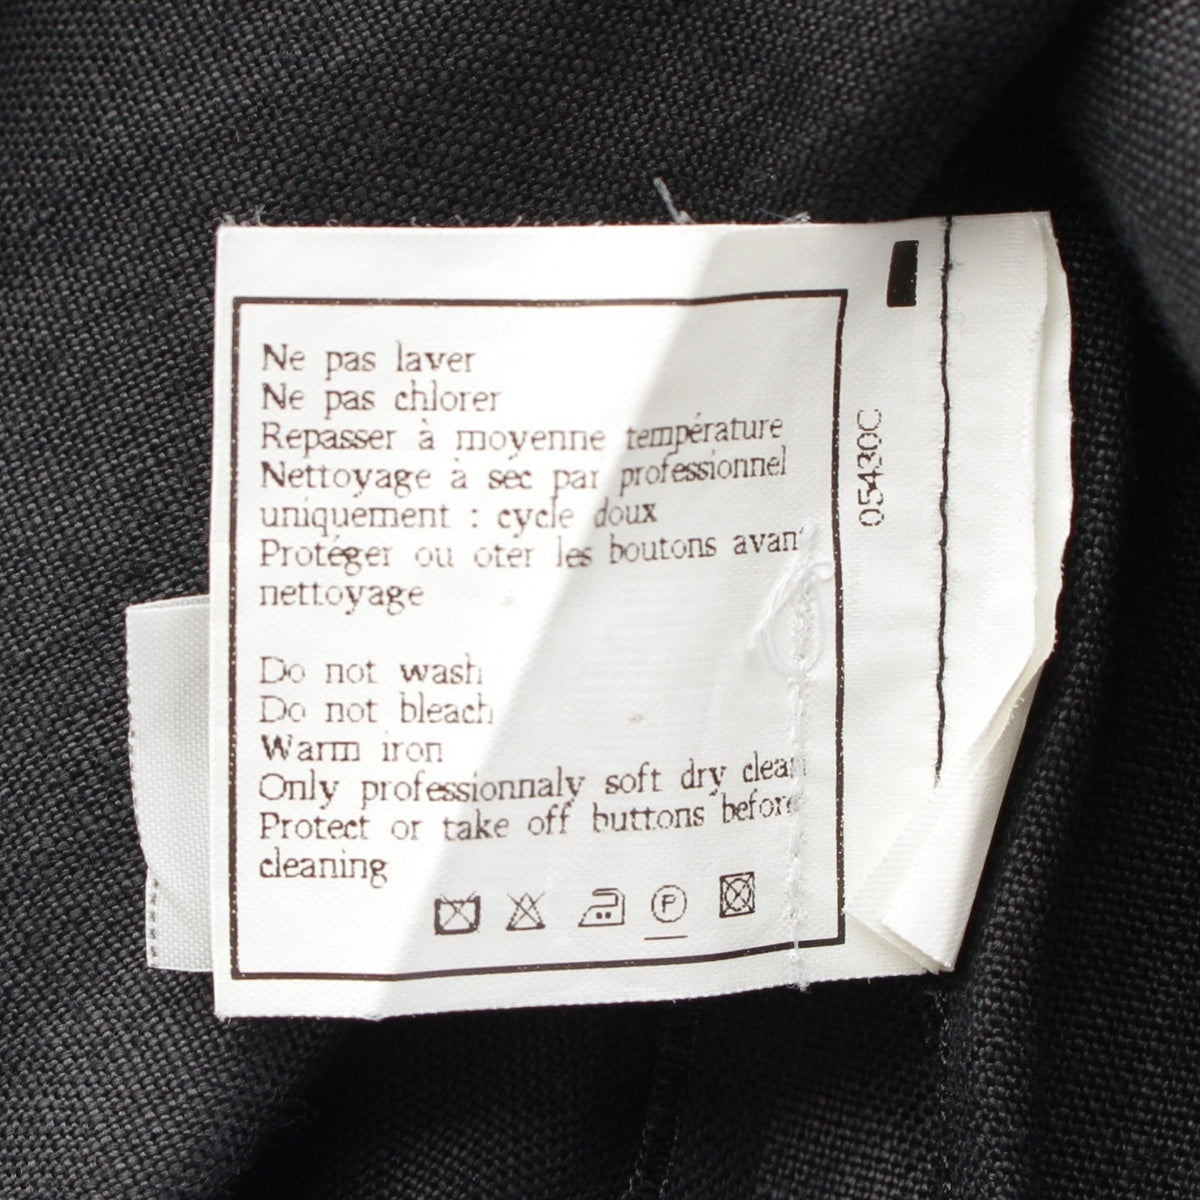 Ne pas laver
Ne pas chlorer
Repasser à moyenne température
Nettoyage à sec par professionnel
uniquement : cycle doux
Protéger ou oter les boutons avant
nettoyage
Do not wash
Do not bleach
Warm iron
Only professionnaly soft dry clean
Protect or take off buttons before
cleaning
P
05430C